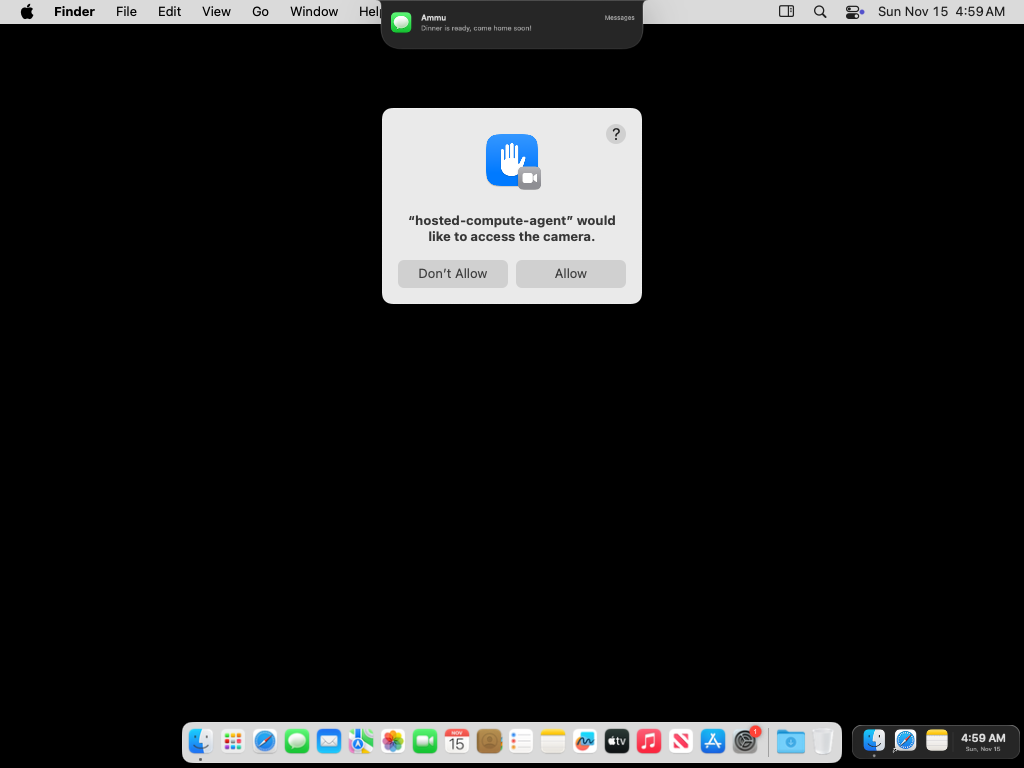 Finder File Edit View Go Window Hel
Ammu
Messages
Dinner is ready, come home soon!
Sun Nov 15 4:59 AM
?
“hosted-compute-agent” would
like to access the camera.
Don’t Allow
Allow
NOV
15
tv
1
4:59 AM
Sun, Nov 15